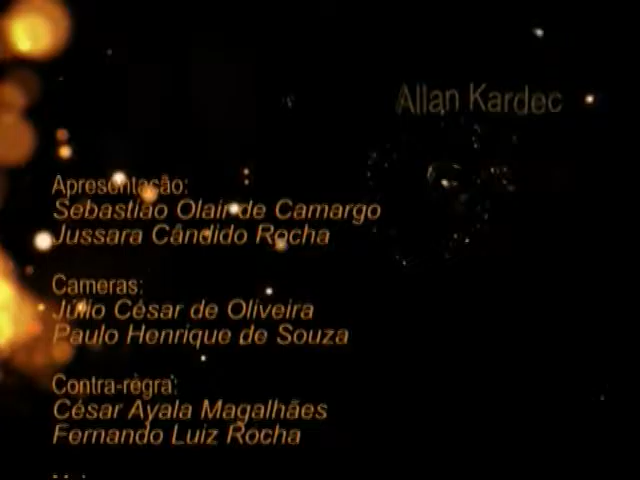 Allan Kardec
Apresentação:
Sebastião Olair de Camargo
Jussara Cândido Rocha
Cameras:
Júlio César de Oliveira
Paulo Henrique de Souza
Contra-regra:
César Ayala Magalhães
Fernando Luiz Rocha